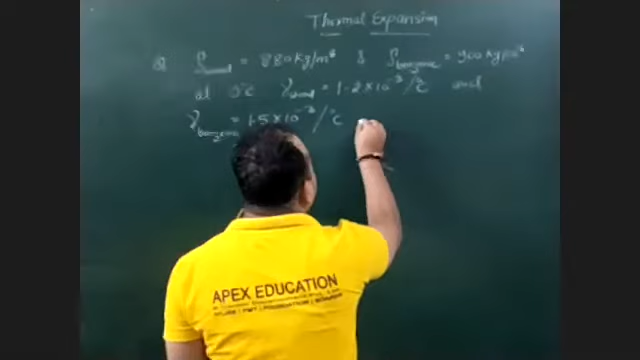 Thermal Expansion
Q ρwood = 880 kg/m³ & ρbenzene = 900 kg/m³
at 0°C γwood = 1.2×10⁻³/°C and
γbenzene = 1.5×10⁻³/°C
APEX EDUCATION